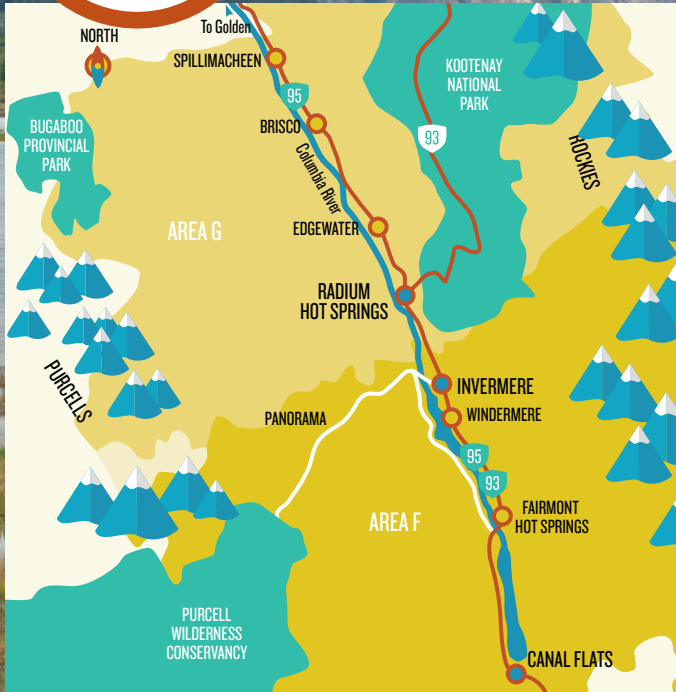 To Golden
NORTH
SPILLIMACHEEN
KOOTENAY
NATIONAL
PARK
95
BRISCO
93
BUGABOO
PROVINCIAL
PARK
ROCKIES
Columbia River
AREA G
EDGEWATER
RADIUM
HOT SPRINGS
PURCELLS
INVERMERE
PANORAMA
WINDERMERE
95
93
AREA F
FAIRMONT
HOT SPRINGS
PURCELL
WILDERNESS
CONSERVANCY
CANAL FLATS